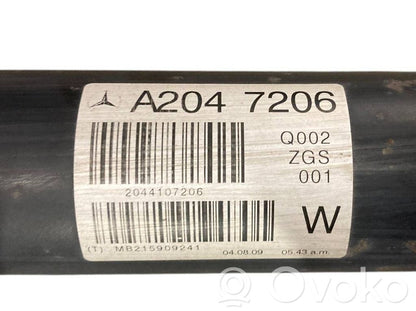 A204 7206
Q002
ZGS
001
2044107206
W
(T) MB215909241 04.08.09 05.43 a.m.
© Ovoko